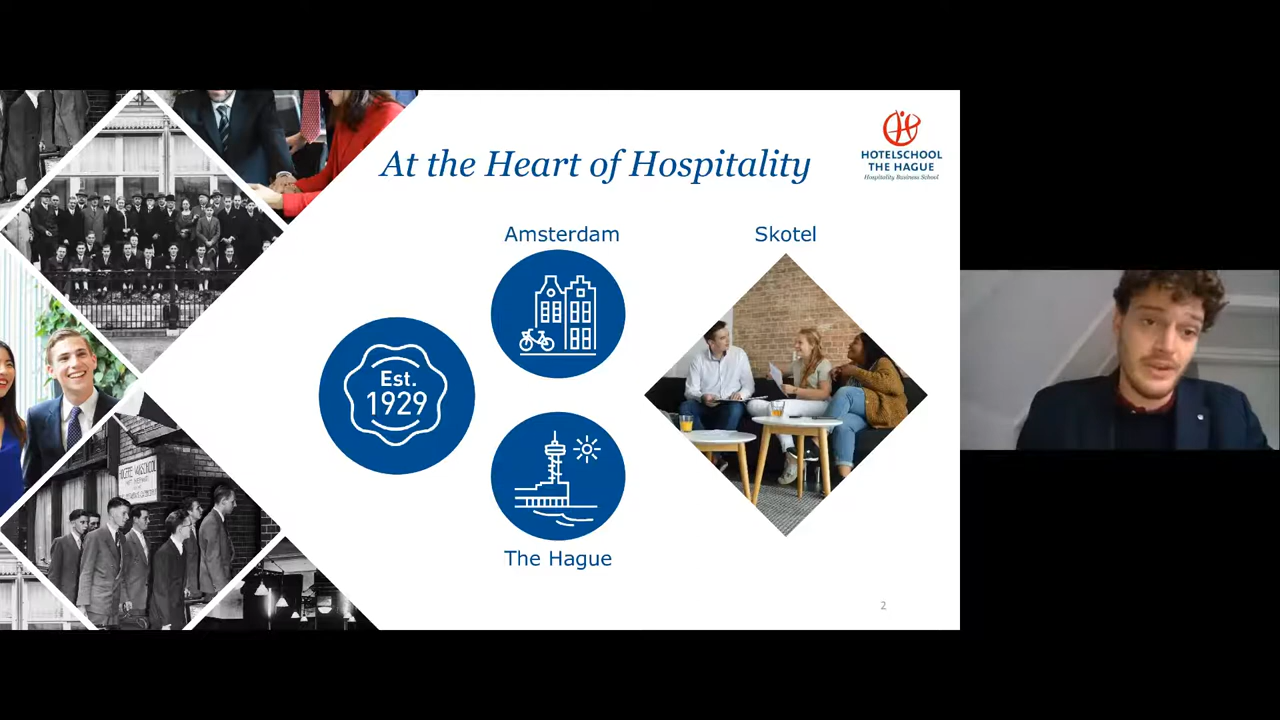 At the Heart of Hospitality
HOTELSCHOOL
THE HAGUE
Hospitality Business School
Amsterdam
Skotel
Est.
1929
The Hague
2